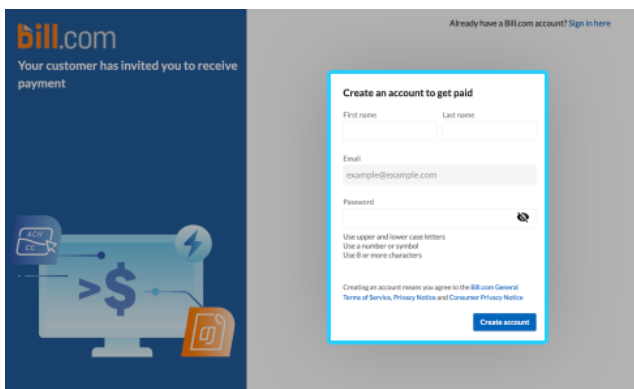 Bill.com
Your customer has invited you to receive
payment
ACH
CC
>$
Already have a Bill.com account? Sign in here
Create an account to get paid
First name Last name
Email
example@example.com
Password
Use upper and lower case letters
Use a number or symbol
Use 8 or more characters
Creating an account means you agree to the Bill.com General
Terms of Service, Privacy Notice and Consumer Privacy Notice
Create account